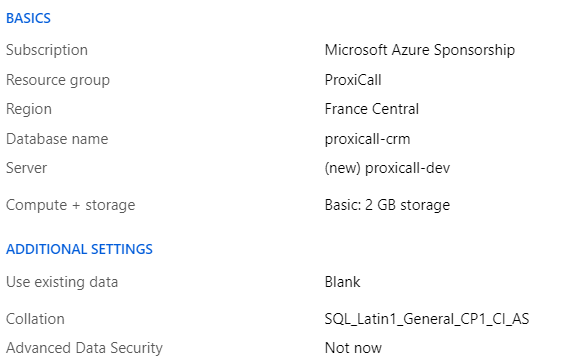 BASICS
Subscription Microsoft Azure Sponsorship
Resource group ProxiCall
Region France Central
Database name proxicall-crm
Server (new) proxicall-dev
Compute + storage Basic: 2 GB storage
ADDITIONAL SETTINGS
Use existing data Blank
Collation SQL_Latin1_General_CP1_CI_AS
Advanced Data Security Not now